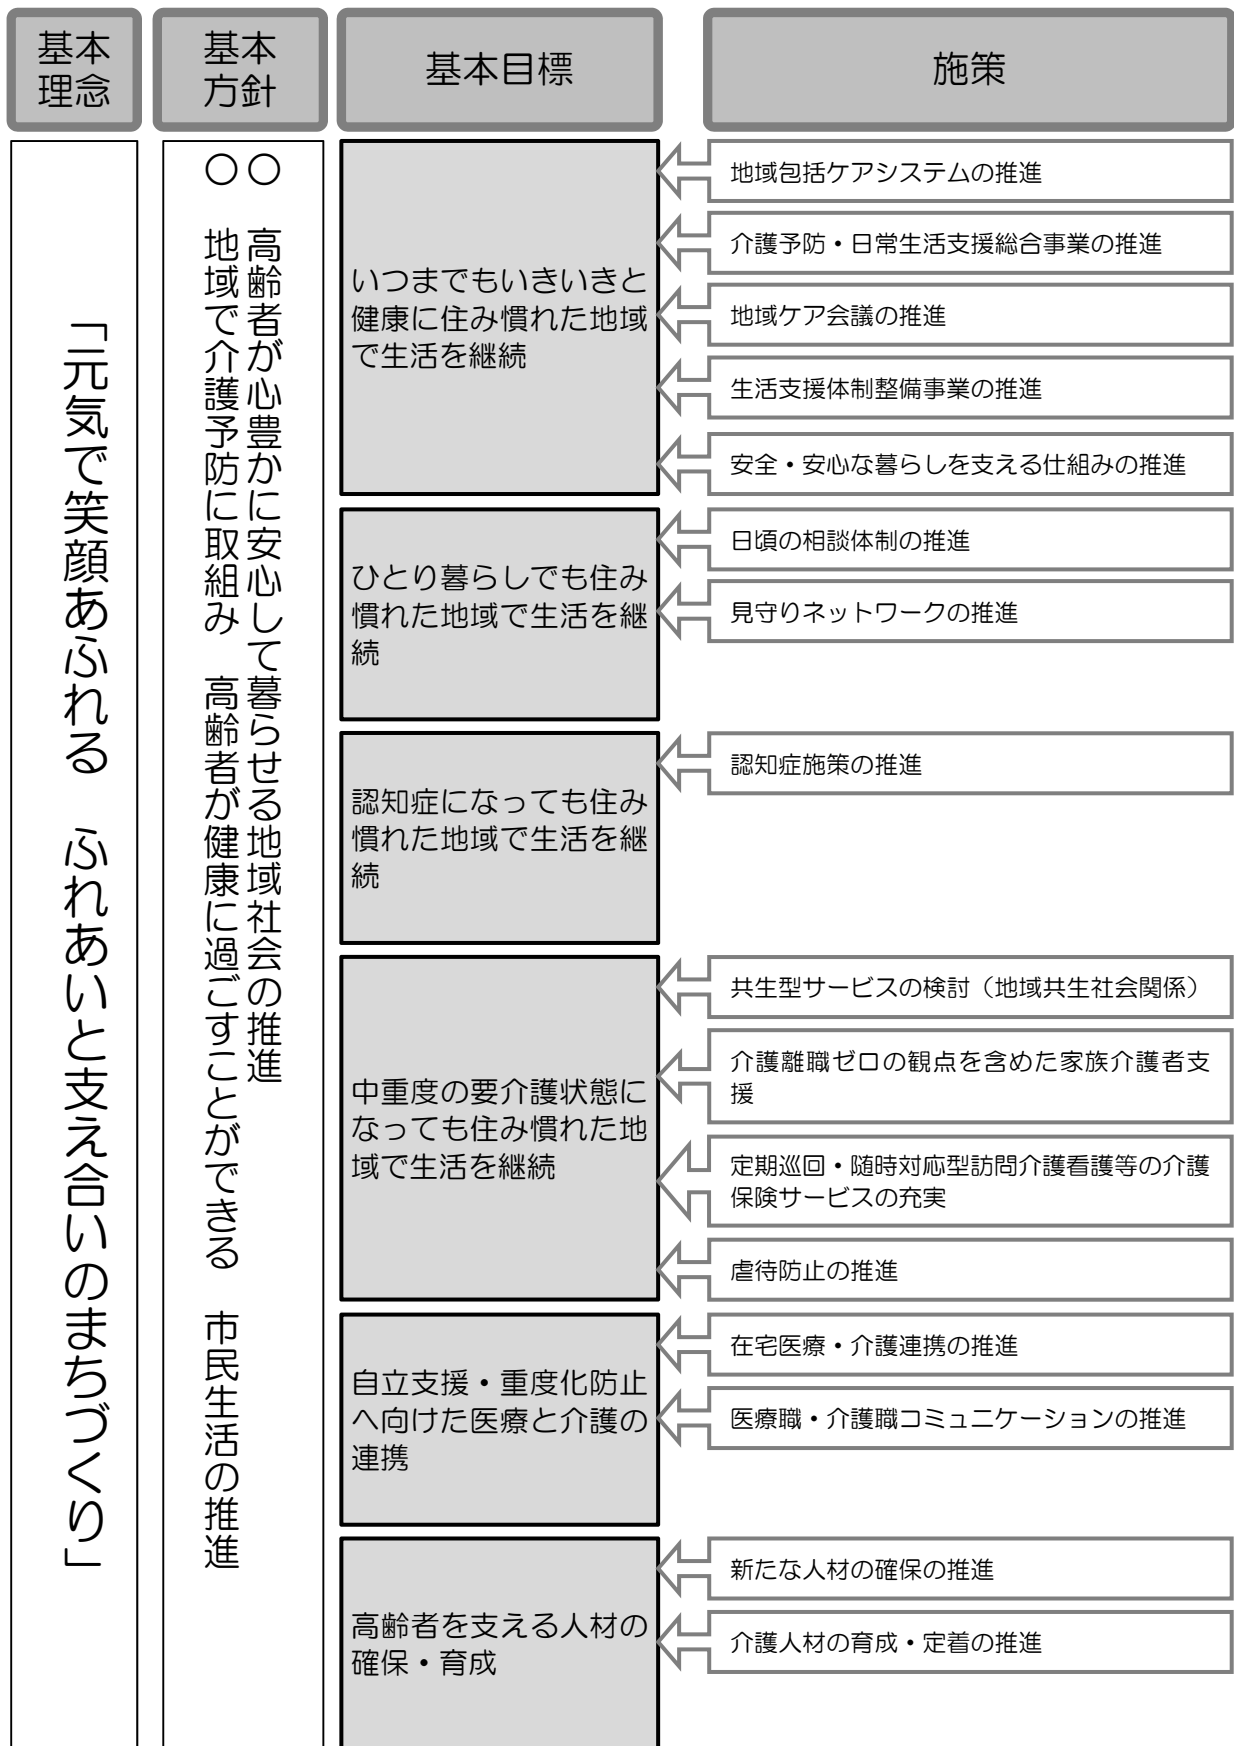 基本
理念
基本
方針
基本目標
施策
「元気で笑顔あふれる　ふれあいと支え合いのまちづくり」
〇　高齢者が心豊かに安心して暮らせる地域社会の推進
〇　地域で介護予防に取組み　高齢者が健康に過ごすことができる　市民生活の推進
いつまでもいきいきと
健康に住み慣れた地域
で生活を継続
地域包括ケアシステムの推進
介護予防・日常生活支援総合事業の推進
地域ケア会議の推進
生活支援体制整備事業の推進
安全・安心な暮らしを支える仕組みの推進
ひとり暮らしでも住み
慣れた地域で生活を継
続
日頃の相談体制の推進
見守りネットワークの推進
認知症になっても住み
慣れた地域で生活を継
続
認知症施策の推進
中重度の要介護状態に
なっても住み慣れた地
域で生活を継続
共生型サービスの検討（地域共生社会関係）
介護離職ゼロの観点を含めた家族介護者支
援
定期巡回・随時対応型訪問介護看護等の介護
保険サービスの充実
虐待防止の推進
自立支援・重度化防止
へ向けた医療と介護の
連携
在宅医療・介護連携の推進
医療職・介護職コミュニケーションの推進
高齢者を支える人材の
確保・育成
新たな人材の確保の推進
介護人材の育成・定着の推進